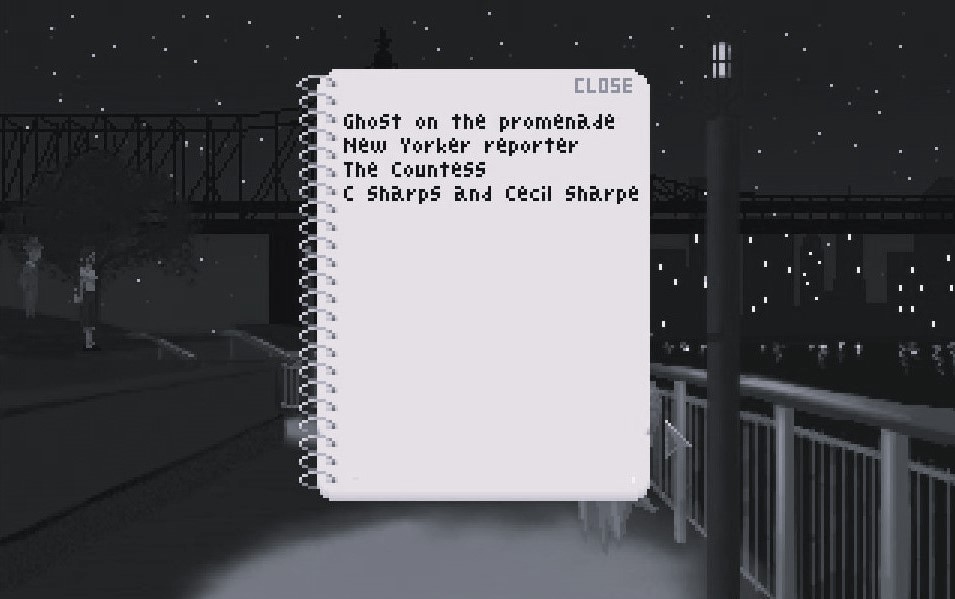 CLOSE
Ghost on the promenade
New Yorker reporter
The Countess
C Sharps and Cecil Sharpe